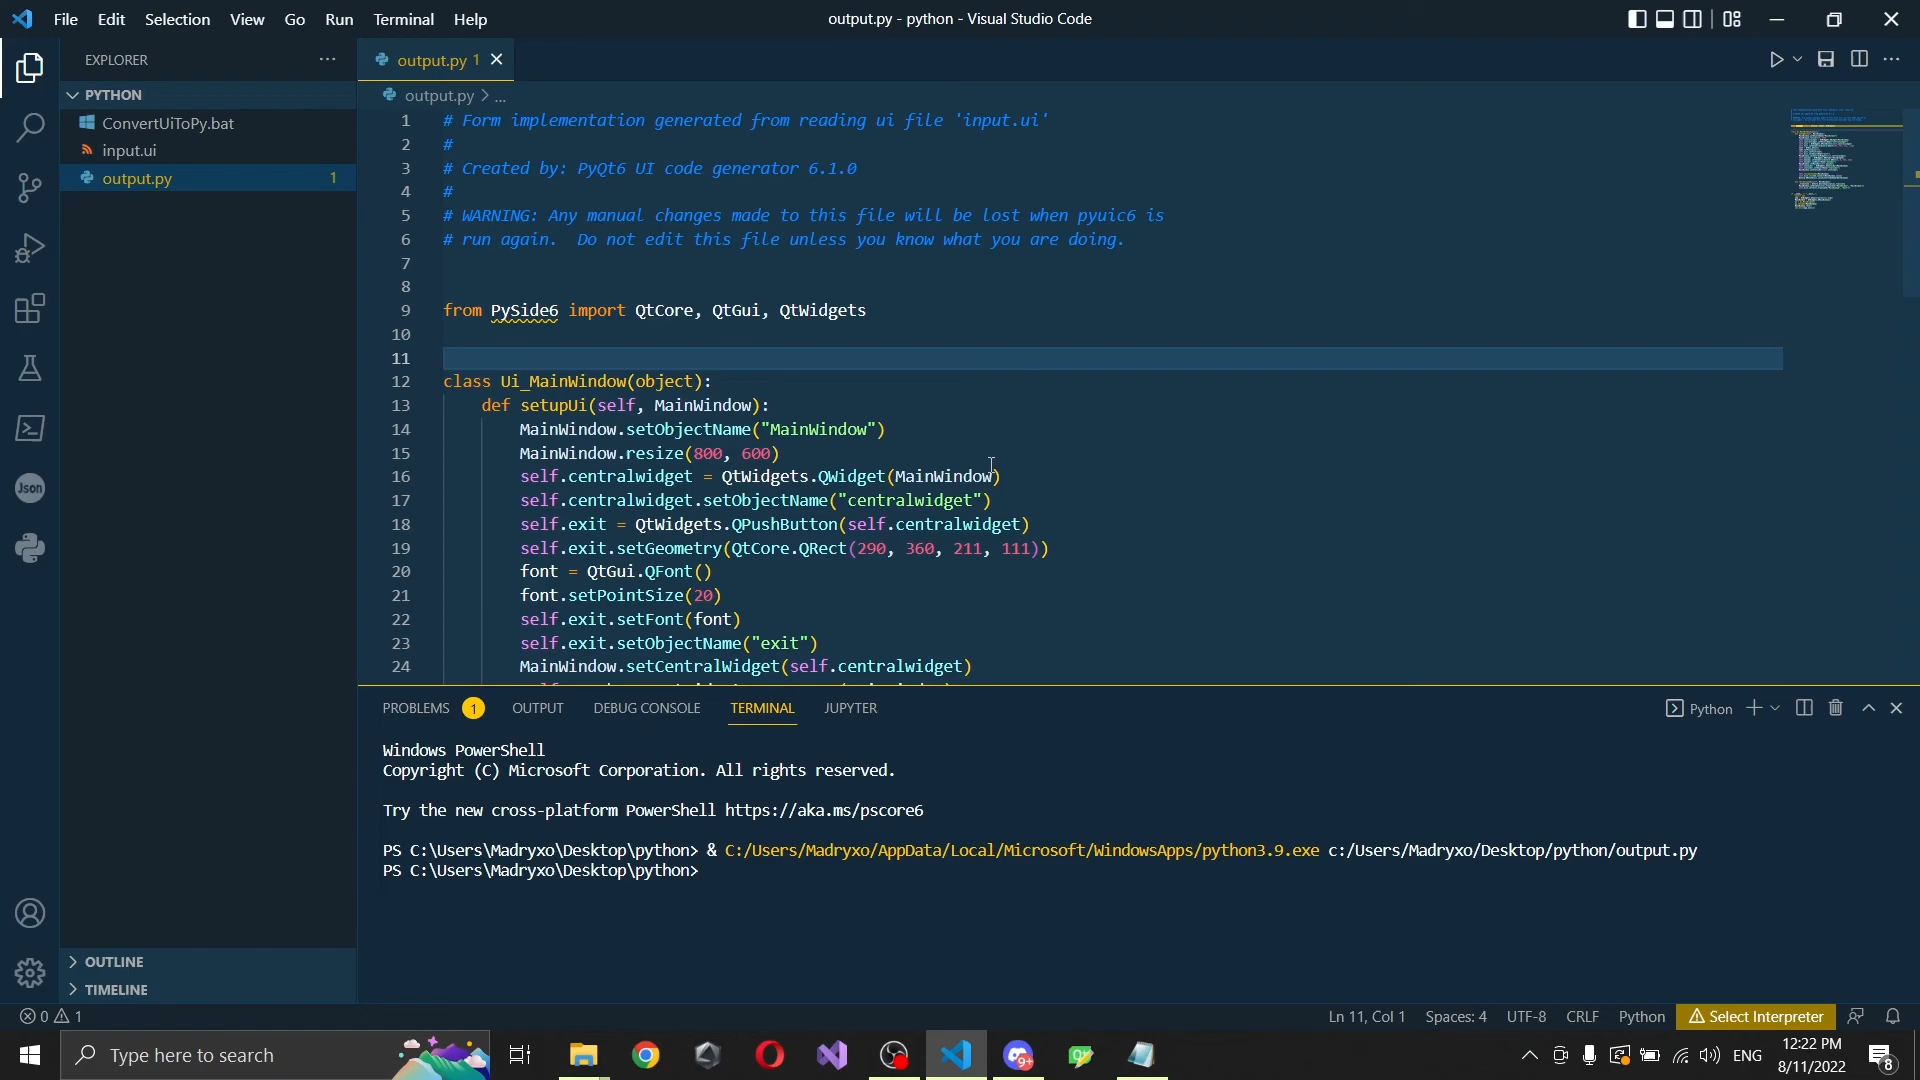 File Edit Selection View Go Run Terminal Help
output.py - python - Visual Studio Code
EXPLORER
PYTHON
ConvertUiToPy.bat
input.ui
output.py 1
output.py 1
output.py > ...
1 # Form implementation generated from reading ui file 'input.ui'
2 #
3 # Created by: PyQt6 UI code generator 6.1.0
4 #
5 # WARNING: Any manual changes made to this file will be lost when pyuic6 is
6 # run again.  Do not edit this file unless you know what you are doing.
7
8
9 from PySide6 import QtCore, QtGui, QtWidgets
10
11
12 class Ui_MainWindow(object):
13     def setupUi(self, MainWindow):
14         MainWindow.setObjectName("MainWindow")
15         MainWindow.resize(800, 600)
16         self.centralwidget = QtWidgets.QWidget(MainWindow)
17         self.centralwidget.setObjectName("centralwidget")
18         self.exit = QtWidgets.QPushButton(self.centralwidget)
19         self.exit.setGeometry(QtCore.QRect(290, 360, 211, 111))
20         font = QtGui.QFont()
21         font.setPointSize(20)
22         self.exit.setFont(font)
23         self.exit.setObjectName("exit")
24         MainWindow.setCentralWidget(self.centralwidget)
PROBLEMS 1 OUTPUT DEBUG CONSOLE TERMINAL JUPYTER
Python
Windows PowerShell
Copyright (C) Microsoft Corporation. All rights reserved.
Try the new cross-platform PowerShell https://aka.ms/pscore6
PS C:\Users\Madryxo\Desktop\python> & C:/Users/Madryxo/AppData/Local/Microsoft/WindowsApps/python3.9.exe c:/Users/Madryxo/Desktop/python/output.py
PS C:\Users\Madryxo\Desktop\python>
Json
OUTLINE
TIMELINE
0 1
Ln 11, Col 1 Spaces: 4 UTF-8 CRLF Python Select Interpreter
Type here to search
9+
Qt
ENG
12:22 PM
8/11/2022
8